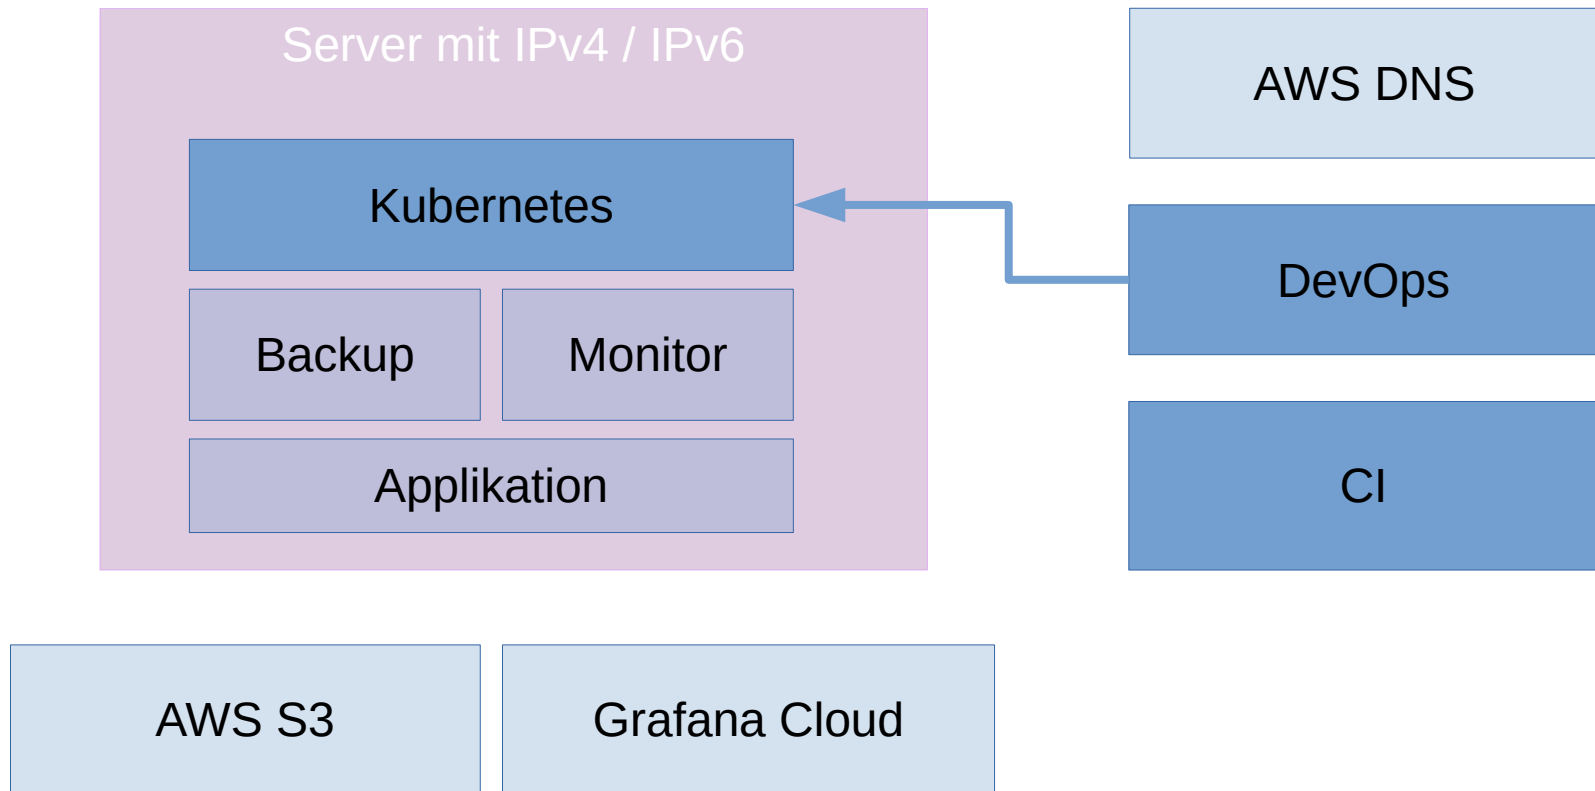 Server mit IPv4 / IPv6
AWS DNS
Kubernetes
DevOps
Backup
Monitor
Applikation
CI
AWS S3
Grafana Cloud